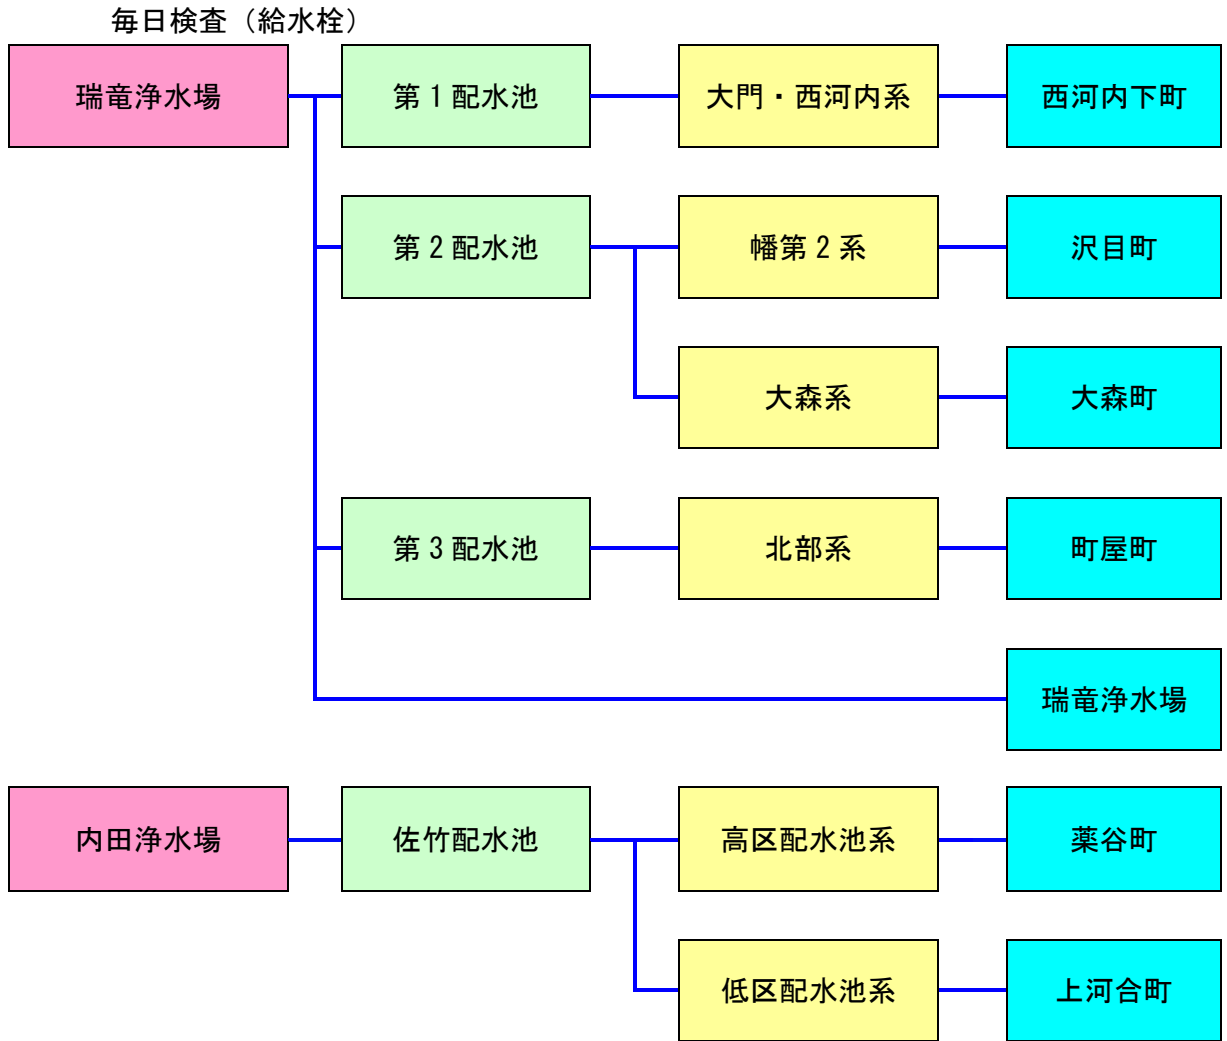 毎日検査（給水栓）
瑞竜浄水場
第１配水池
大門・西河内系
西河内下町
第２配水池
幡第２系
沢目町
大森系
大森町
第３配水池
北部系
町屋町
瑞竜浄水場
内田浄水場
佐竹配水池
高区配水池系
薬谷町
低区配水池系
上河合町